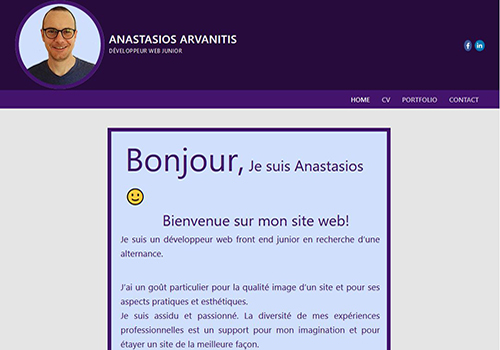 ANASTASIOS ARVANITIS
DÉVELOPPEUR WEB JUNIOR
HOME CV PORTFOLIO CONTACT
Bonjour, Je suis Anastasios
Bienvenue sur mon site web!
Je suis un développeur web front end junior en recherche d'une
alternance.
J'ai un goût particulier pour la qualité image d'un site et pour ses
aspects pratiques et esthétiques.
Je suis assidu et passionné. La diversité de mes expériences
professionnelles est un support pour mon imagination et pour
étayer un site de la meilleure façon.